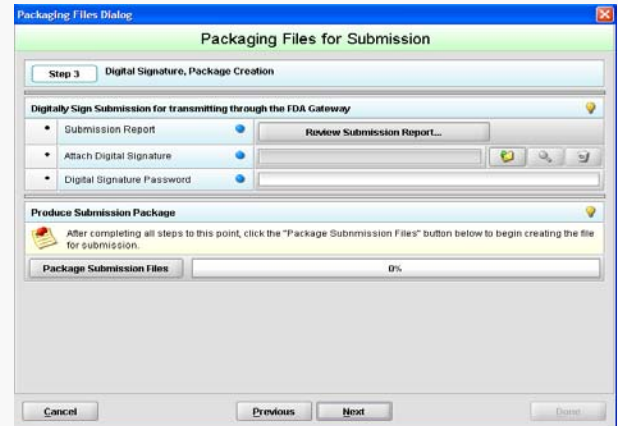 Packaging Files Dialog
Packaging Files for Submission
Step 3 Digital Signature, Package Creation
Digitally Sign Submission for transmitting through the FDA Gateway
Submission Report Review Submission Report...
Attach Digital Signature
Digital Signature Password
Produce Submission Package
After completing all steps to this point, click the "Package Submission Files" button below to begin creating the file
for submission.
Package Submission Files 0%
Cancel Previous Next Done